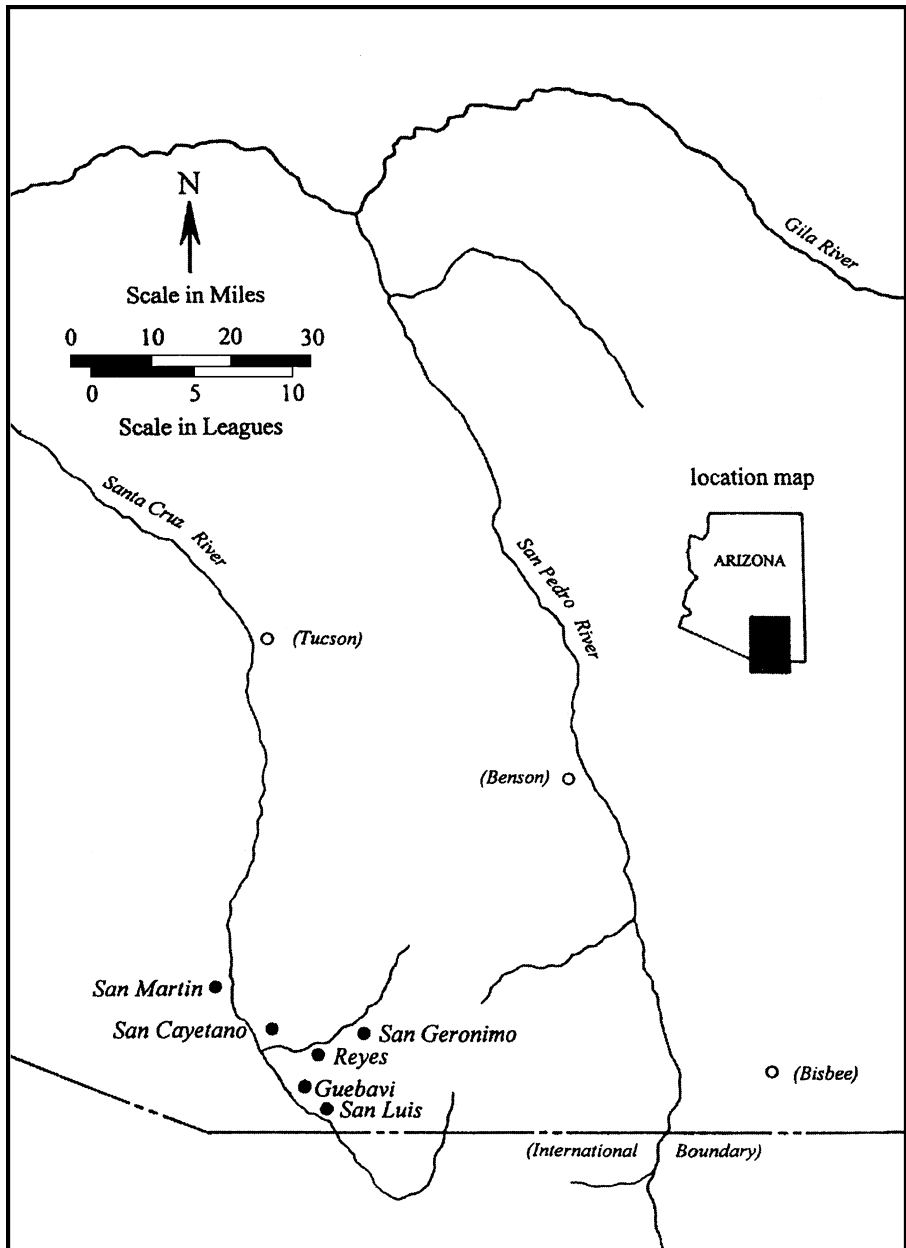 Gila River
N
Scale in Miles
0 10 20 30
0 5 10
Scale in Leagues
Santa Cruz River
location map
ARIZONA
San Pedro River
(Tucson)
(Benson)
San Martin
San Cayetano
San Geronimo
Reyes
(Bisbee)
Guebavi
San Luis
(International Boundary)